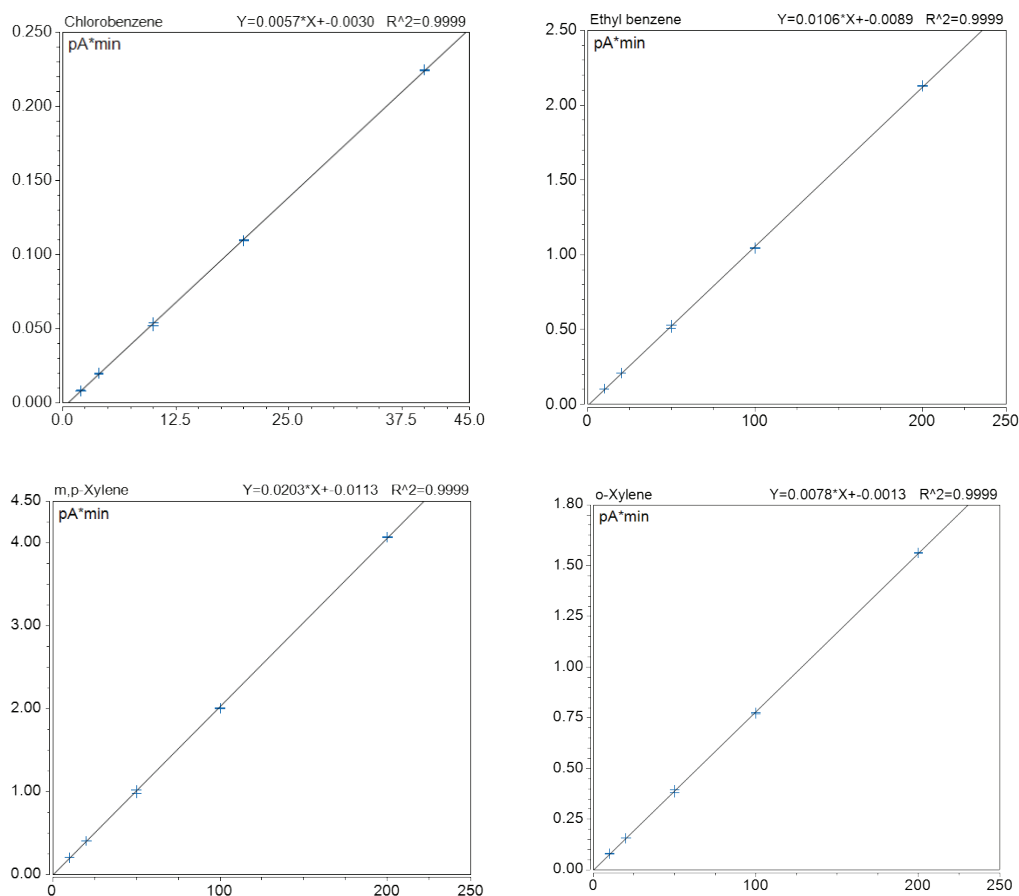 Chlorobenzene Y=0.0057*X+-0.0030 R^2=0.9999
pA*min
0.250
0.200
0.150
0.100
0.050
0.000
0.0 12.5 25.0 37.5 45.0
Ethyl benzene Y=0.0106*X+-0.0089 R^2=0.9999
pA*min
2.50
2.00
1.50
1.00
0.50
0.00
0 100 200 250
m,p-Xylene Y=0.0203*X+-0.0113 R^2=0.9999
pA*min
4.50
4.00
3.00
2.00
1.00
0.00
0 100 200 250
o-Xylene Y=0.0078*X+-0.0013 R^2=0.9999
pA*min
1.80
1.50
1.25
1.00
0.75
0.50
0.25
0.00
0 100 200 250